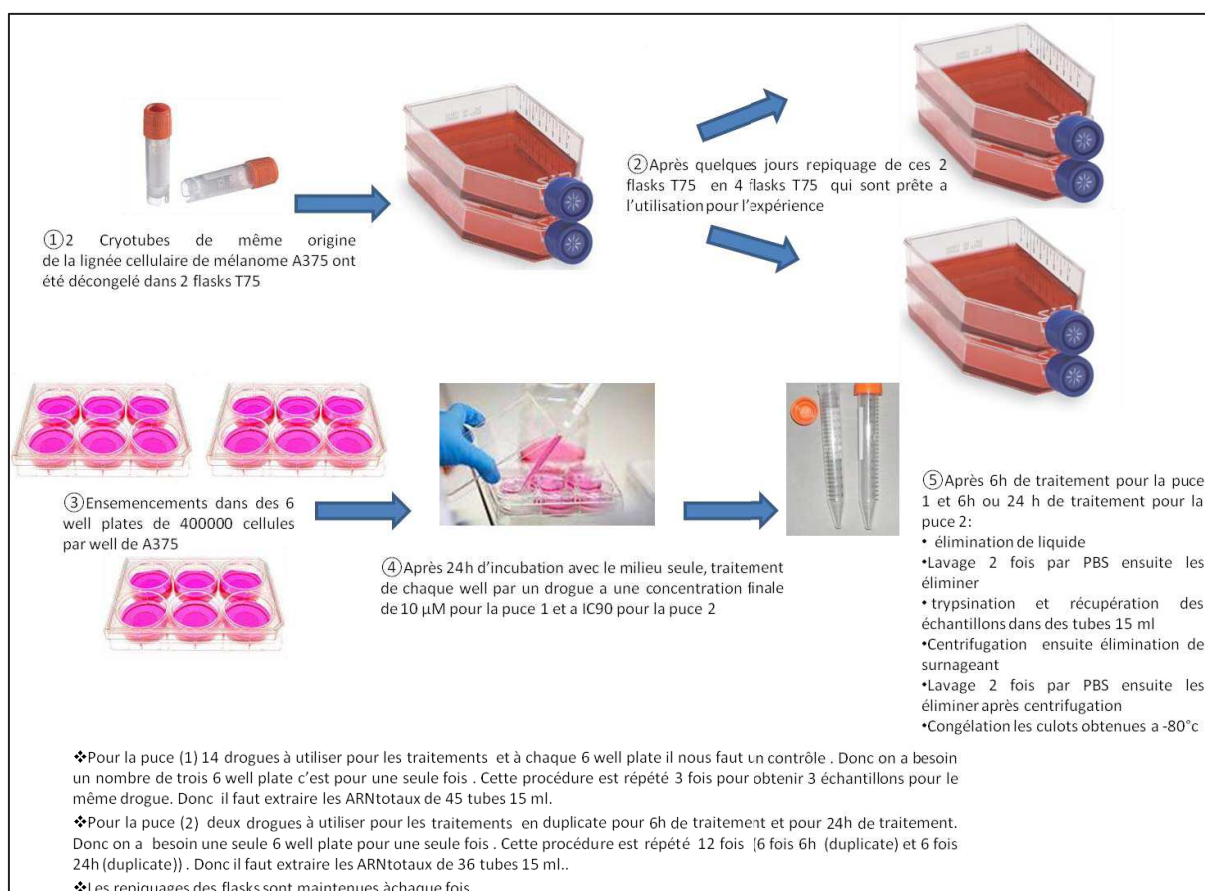 ①2 Cryotubes de même origine
de la lignée cellulaire de mélanome A375 ont
été décongelé dans 2 flasks T75
②Après quelques jours repiquage de ces 2
flasks T75 en 4 flasks T75 qui sont prête a
l'utilisation pour l'expérience
③Ensemencements dans des 6
well plates de 400000 cellules
par well de A375
④Après 24h d'incubation avec le milieu seule, traitement
de chaque well par un drogue a une concentration finale
de 10 µM pour la puce 1 et a IC90 pour la puce 2
⑤Après 6h de traitement pour la puce
1 et 6h ou 24 h de traitement pour la
puce 2:
• élimination de liquide
•Lavage 2 fois par PBS ensuite les
éliminer
• trypsination et récupération des
échantillons dans des tubes 15 ml
•Centrifugation ensuite élimination de
surnageant
•Lavage 2 fois par PBS ensuite les
éliminer après centrifugation
•Congélation les culots obtenues a -80°c
❖Pour la puce (1) 14 drogues à utiliser pour les traitements et à chaque 6 well plate il nous faut un contrôle . Donc on a besoin
un nombre de trois 6 well plate c'est pour une seule fois . Cette procédure est répété 3 fois pour obtenir 3 échantillons pour le
même drogue. Donc il faut extraire les ARNtotaux de 45 tubes 15 ml.
❖Pour la puce (2) deux drogues à utiliser pour les traitements en duplicate pour 6h de traitement et pour 24h de traitement.
Donc on a besoin une seule 6 well plate pour une seule fois . Cette procédure est répété 12 fois (6 fois 6h (duplicate) et 6 fois
24h (duplicate)) . Donc il faut extraire les ARNtotaux de 36 tubes 15 ml..
❖Les repiquages des flasks sont maintenues àchaque fois